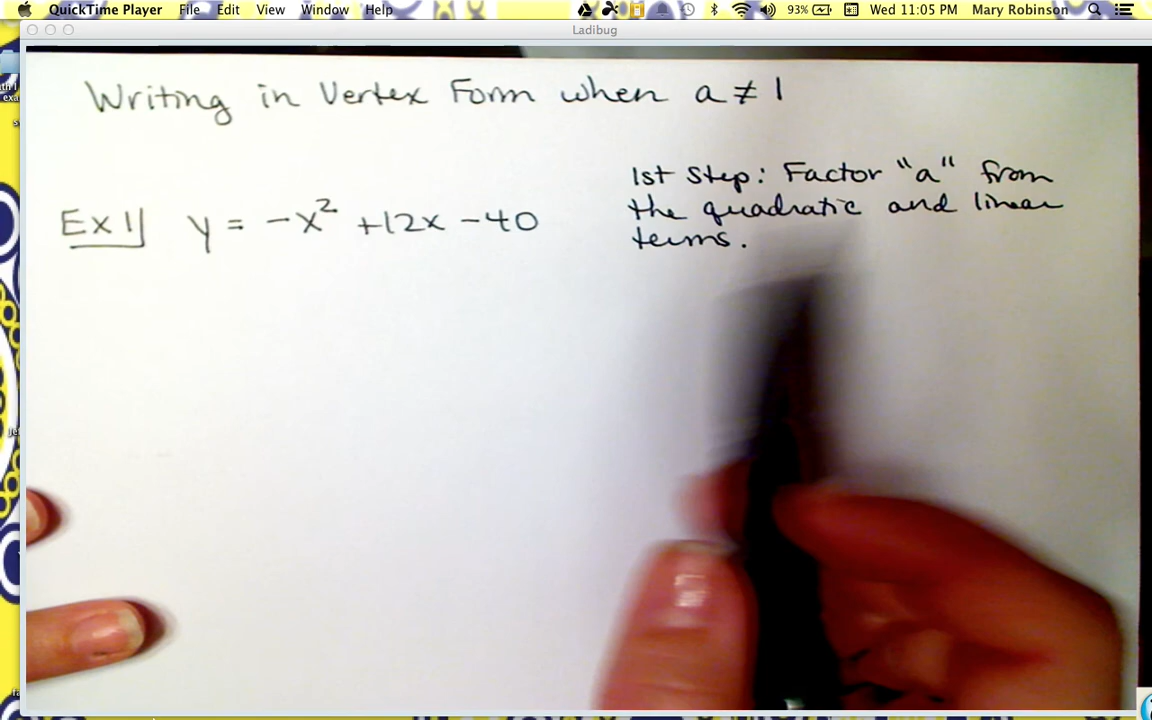 QuickTime Player File Edit View Window Help 93% Wed 11:05 PM Mary Robinson
Ladibug
Writing in Vertex Form when a ≠ 1
1st Step: Factor "a" from
the quadratic and linear
terms.
Ex 1] y = -x² +12x -40